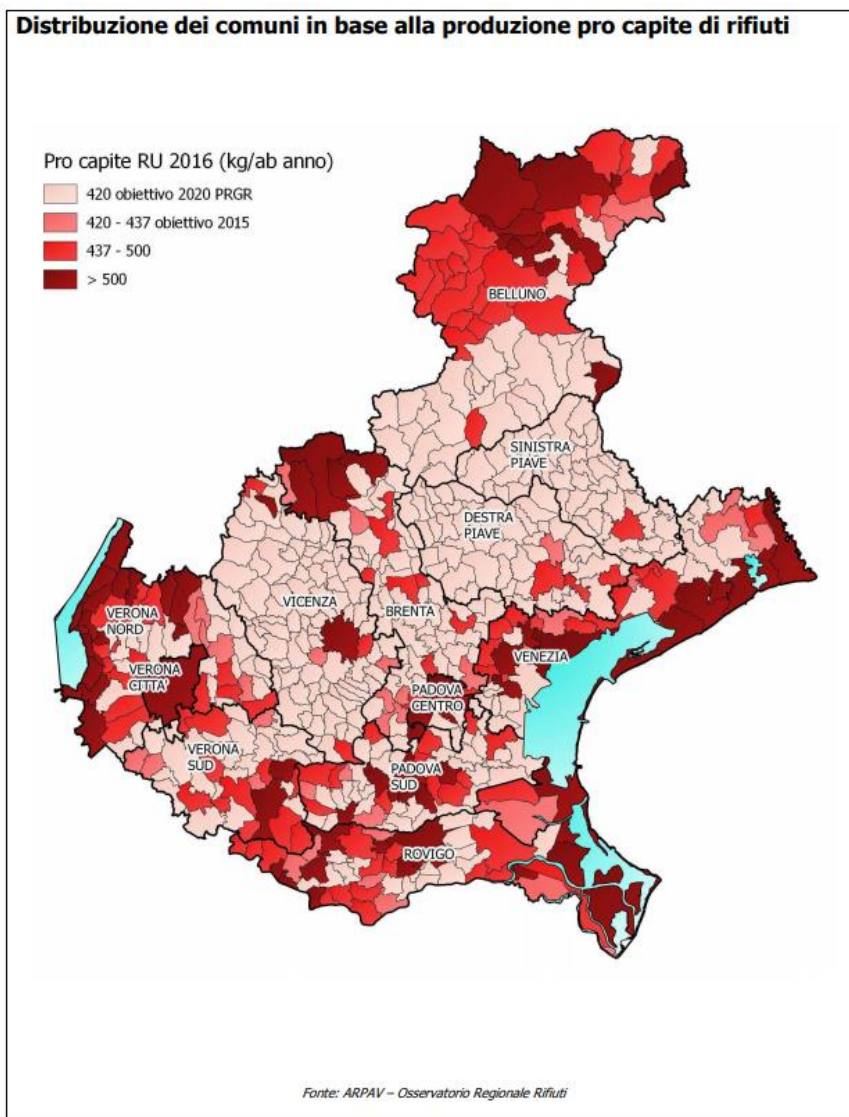 Distribuzione dei comuni in base alla produzione pro capite di rifiuti
Pro capite RU 2016 (kg/ab anno)
420 obiettivo 2020 PRGR
420 - 437 obiettivo 2015
437 - 500
> 500
BELLUNO
SINISTRA
PIAVE
DESTRA
PIAVE
VICENZA
BRENTA
VERONA
NORD
VENEZIA
VERONA
CITTA'
PADOVA
CENTRO
VERONA
SUD
PADOVA
SUD
ROVIGO
Fonte: ARPAV – Osservatorio Regionale Rifiuti